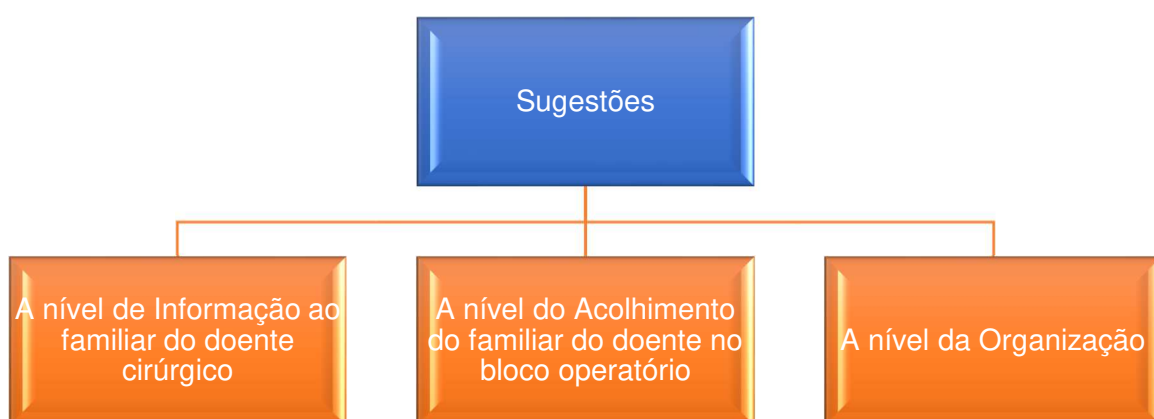 Sugestões
A nível de Informação ao
familiar do doente
cirúrgico
A nível do Acolhimento
do familiar do doente no
bloco operatório
A nível da Organização